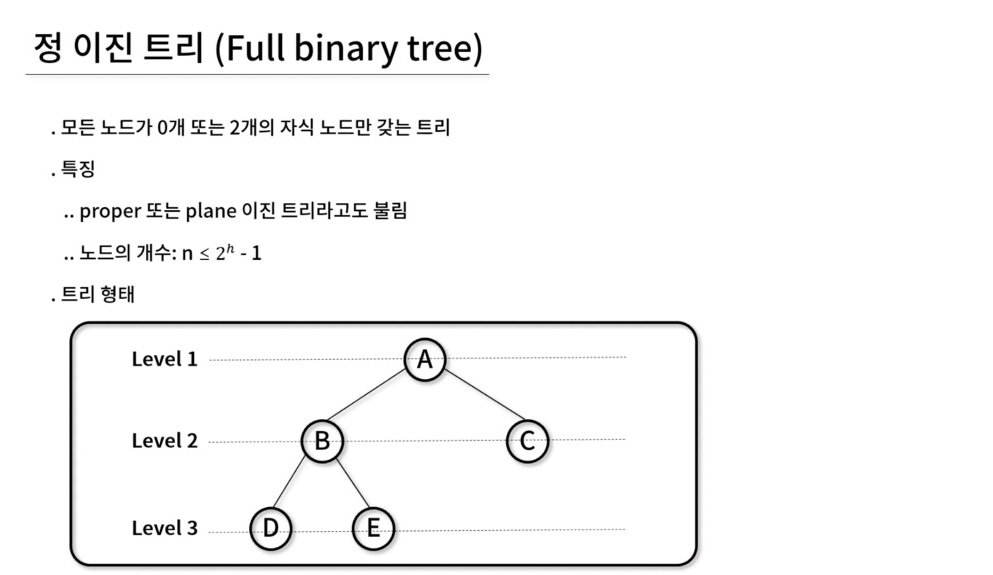 정 이진 트리 (Full binary tree)
. 모든 노드가 0개 또는 2개의 자식 노드만 갖는 트리
. 특징
.. proper 또는 plane 이진 트리라고도 불림
.. 노드의 개수: n ≤ 2ʰ - 1
. 트리 형태
Level 1 A
Level 2 B C
Level 3 D E